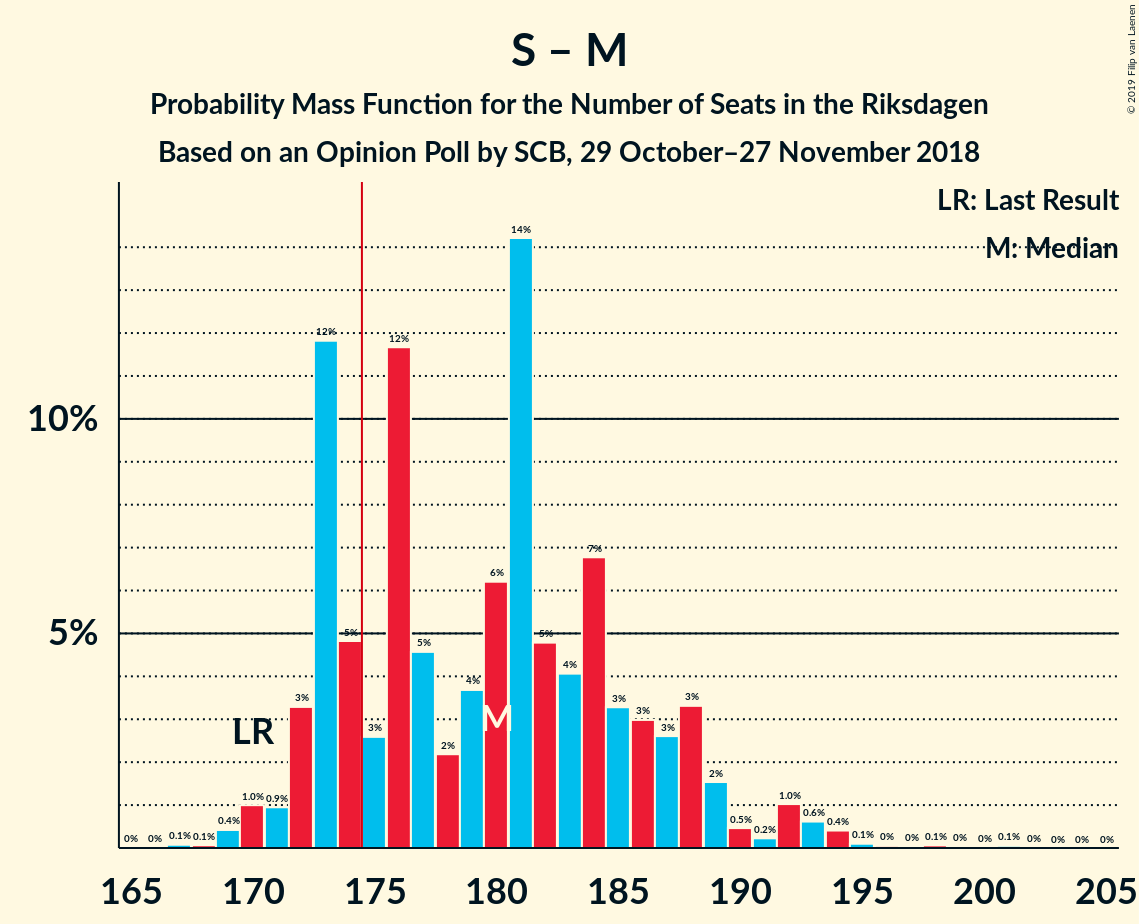 S – M
Probability Mass Function for the Number of Seats in the Riksdagen
Based on an Opinion Poll by SCB, 29 October–27 November 2018
© 2019 Filip van Laenen
LR: Last Result
M: Median
10%
5%
0% 0% 0.1% 0.1% 0.4% 1.0% 0.9% 3% 12% 5% 3% 12% 5% 2% 4% 6% 14% 5% 4% 7% 3% 3% 3% 3% 2% 0.5% 0.2% 1.0% 0.6% 0.4% 0.1% 0% 0% 0.1% 0% 0% 0.1% 0% 0% 0% 0%
LR
M
165 170 175 180 185 190 195 200 205